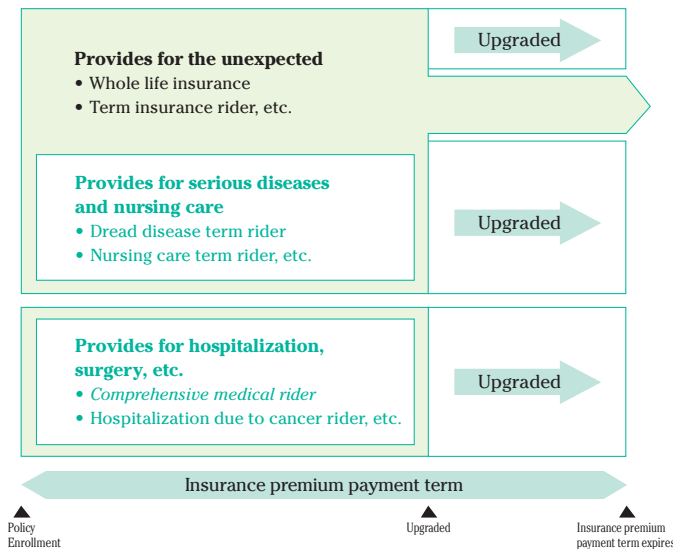 Upgraded
Provides for the unexpected
• Whole life insurance
• Term insurance rider, etc.
Provides for serious diseases
and nursing care
• Dread disease term rider
• Nursing care term rider, etc.
Upgraded
Provides for hospitalization,
surgery, etc.
• Comprehensive medical rider
• Hospitalization due to cancer rider, etc.
Upgraded
Insurance premium payment term
Policy
Enrollment
Upgraded
Insurance premium
payment term expires